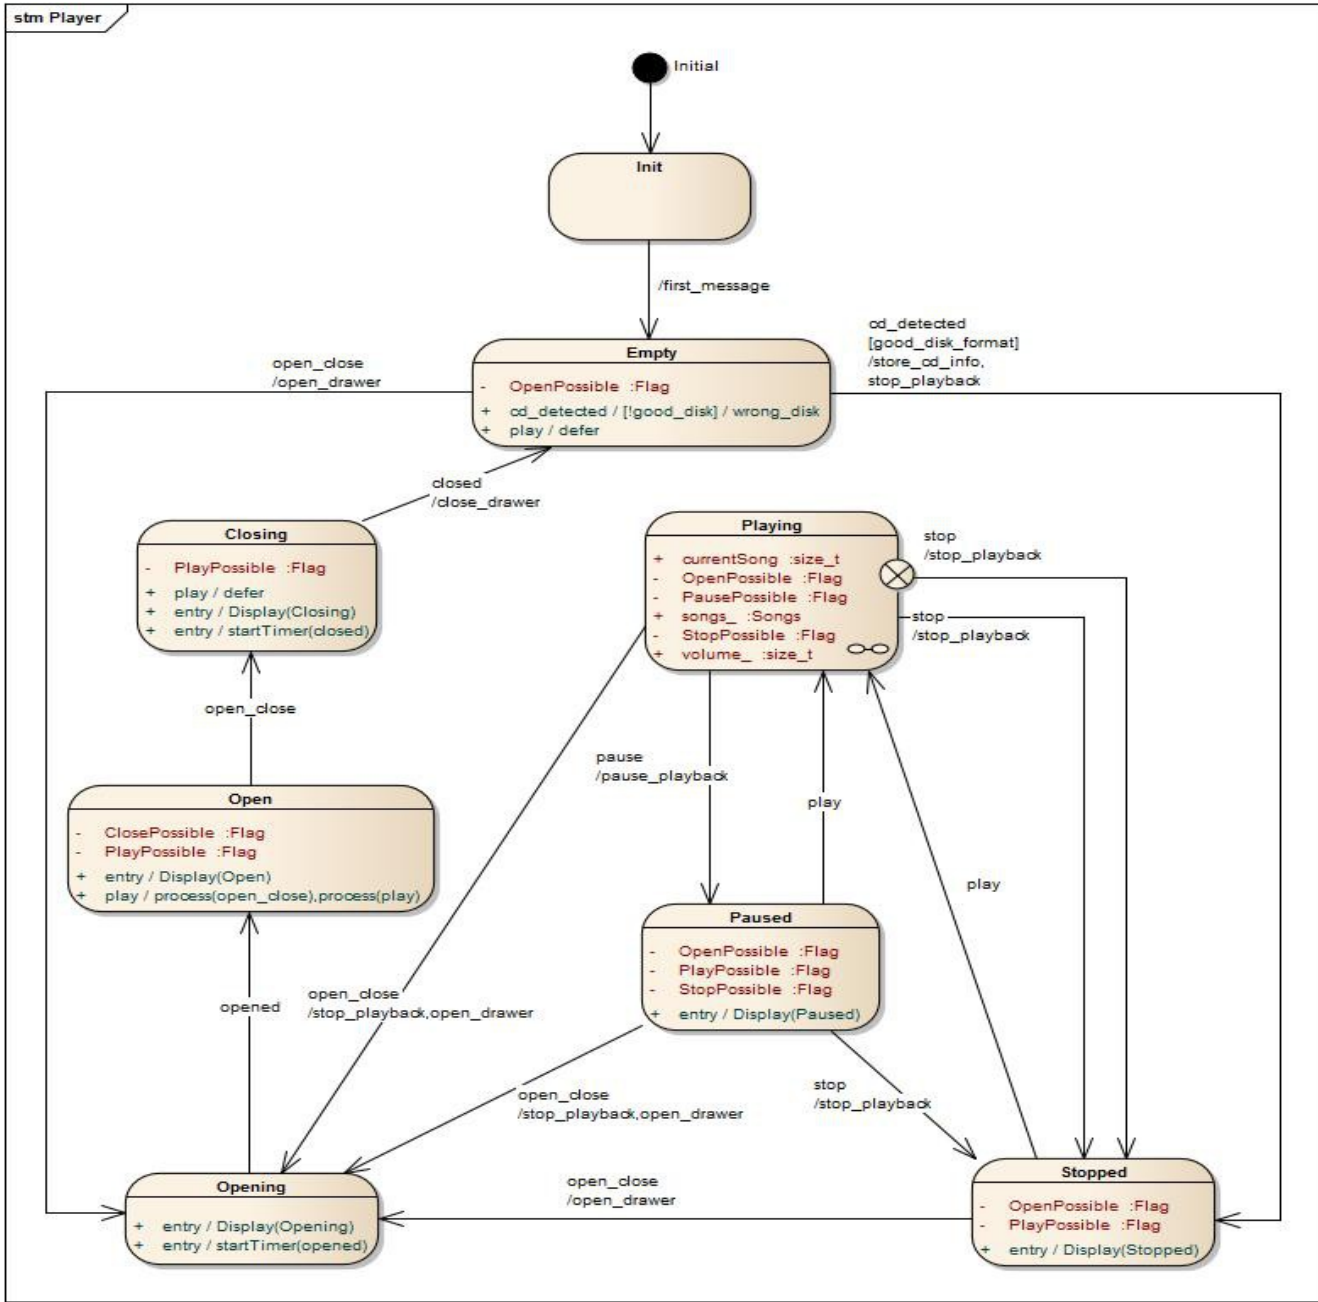 stm Player
Initial
Init
/first_message
Empty
- OpenPossible :Flag
+ cd_detected / [!good_disk] / wrong_disk
+ play / defer
open_close
/open_drawer
cd_detected
[good_disk_format]
/store_cd_info,
stop_playback
closed
/close_drawer
Closing
- PlayPossible :Flag
+ play / defer
+ entry / Display(Closing)
+ entry / startTimer(closed)
Playing
+ currentSong :size_t
- OpenPossible :Flag
- PausePossible :Flag
+ songs_ :Songs
- StopPossible :Flag
+ volume_ :size_t
stop
/stop_playback
stop
/stop_playback
open_close
pause
/pause_playback
play
play
Open
- ClosePossible :Flag
- PlayPossible :Flag
+ entry / Display(Open)
+ play / process(open_close),process(play)
Paused
- OpenPossible :Flag
- PlayPossible :Flag
- StopPossible :Flag
+ entry / Display(Paused)
opened
open_close
/stop_playback,open_drawer
open_close
/stop_playback,open_drawer
stop
/stop_playback
open_close
/open_drawer
Opening
+ entry / Display(Opening)
+ entry / startTimer(opened)
Stopped
- OpenPossible :Flag
- PlayPossible :Flag
+ entry / Display(Stopped)